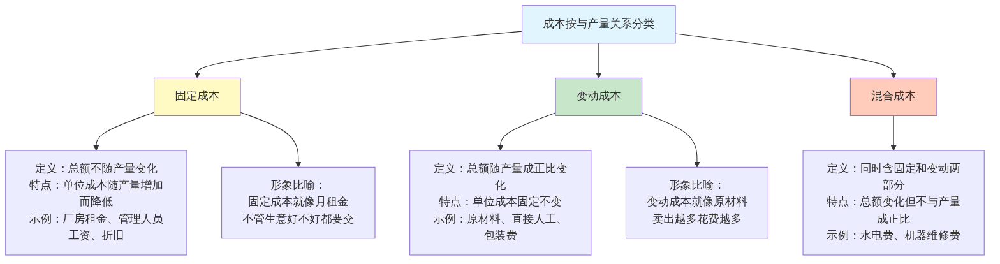 成本按与产量关系分类
固定成本
变动成本
混合成本
定义：总额不随产量变化
特点：单位成本随产量增加
而降低
示例：厂房租金、管理人员
工资、折旧
形象比喻：
固定成本就像月租金
不管生意好不好都要交
定义：总额随产量成正比变
化
特点：单位成本固定不变
示例：原材料、直接人工、
包装费
形象比喻：
变动成本就像原材料
卖出越多花费越多
定义：同时含固定和变动两
部分
特点：总额变化但不与产量
成正比
示例：水电费、机器维修费